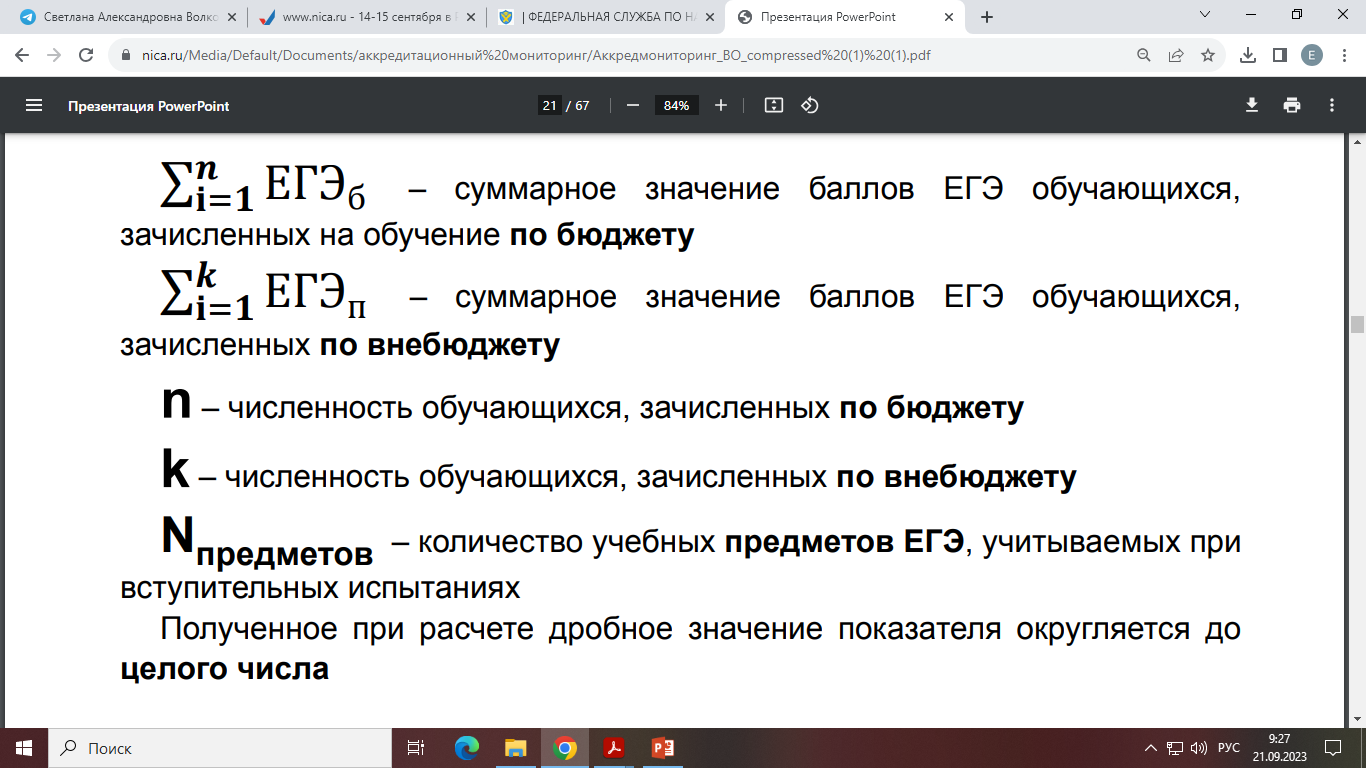 Светлана Александровна Волко
www.nica.ru - 14-15 сентября в
| ФЕДЕРАЛЬНАЯ СЛУЖБА ПО НА
Презентация PowerPoint
nica.ru/Media/Default/Documents/аккредитационный%20мониторинг/Аккредмониторинг_ВО_compressed%20(1)%20(1).pdf
E
Презентация PowerPoint
21 / 67
84%
∑ⁿᵢ₌₁ ЕГЭб – суммарное значение баллов ЕГЭ обучающихся,
зачисленных на обучение по бюджету
∑ᵏᵢ₌₁ ЕГЭп – суммарное значение баллов ЕГЭ обучающихся,
зачисленных по внебюджету
n – численность обучающихся, зачисленных по бюджету
k – численность обучающихся, зачисленных по внебюджету
Nпредметов – количество учебных предметов ЕГЭ, учитываемых при
вступительных испытаниях
Полученное при расчете дробное значение показателя округляется до
целого числа
Поиск
РУС
9:27
21.09.2023